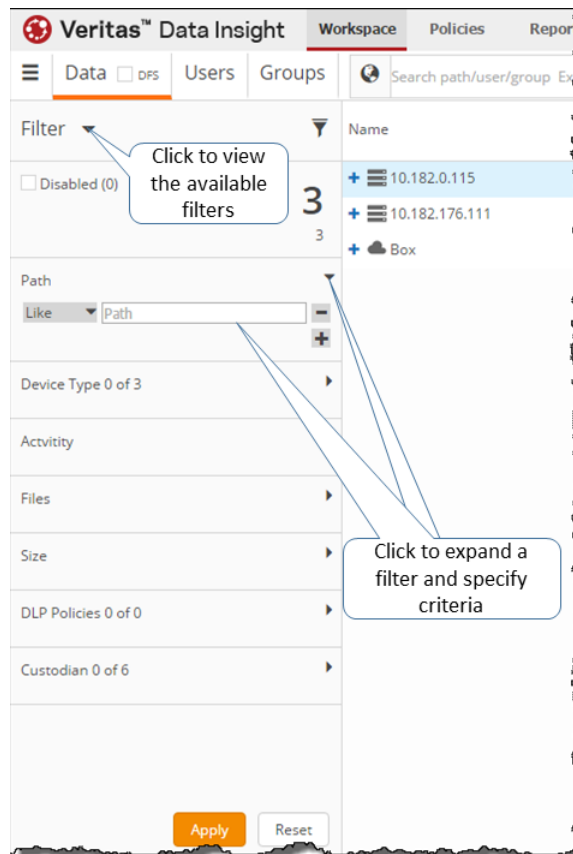 Veritas™ Data Insight
Workspace
Policies
Repor
Data
DFS
Users
Groups
Search path/user/group Ex
Filter
Name
Click to view
the available
filters
Disabled (0)
3
3
10.182.0.115
10.182.176.111
Box
Path
Like
Path
Device Type 0 of 3
Actvitity
Files
Size
Click to expand a
filter and specify
criteria
DLP Policies 0 of 0
Custodian 0 of 6
Apply
Reset